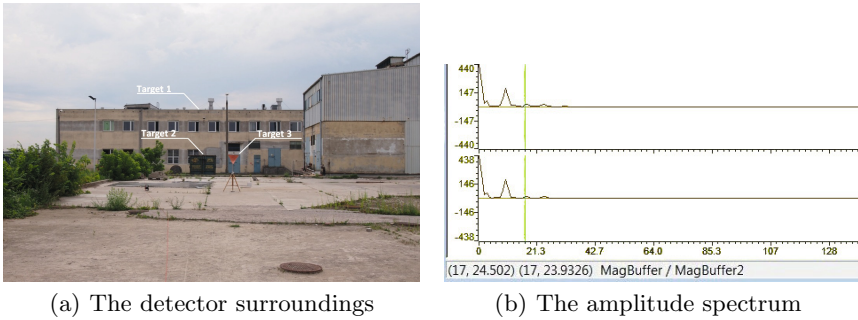 Target 1
Target 2
Target 3
440
147
-147
-440
438
146
-146
-438
0 21.3 42.7 64.0 85.3 107 128
(17, 24.502) (17, 23.9326) MagBuffer / MagBuffer2
(a) The detector surroundings
(b) The amplitude spectrum